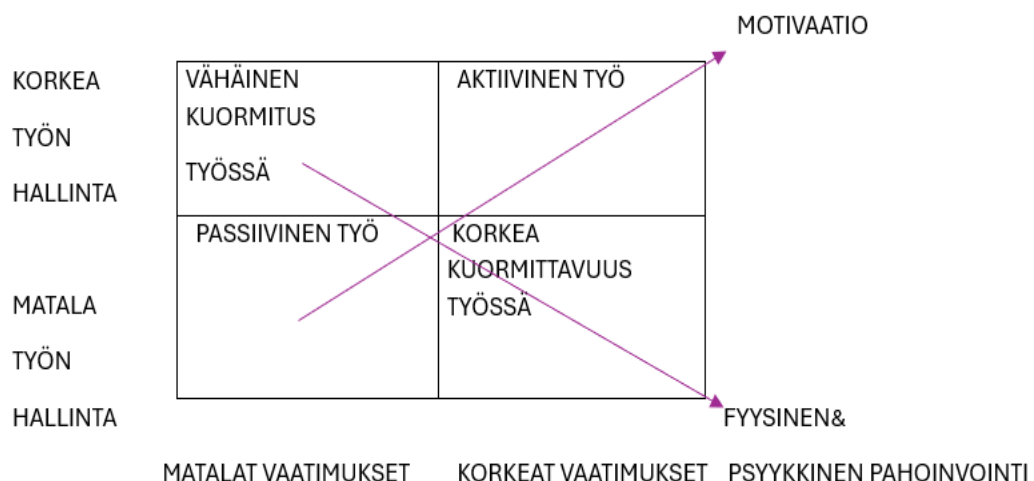 MOTIVAATIO
KORKEA
TYÖN
HALLINTA
VÄHÄINEN
KUORMITUS
TYÖSSÄ
AKTIIVINEN TYÖ
PASSIIVINEN TYÖ
KORKEA
KUORMITTAVUUS
TYÖSSÄ
MATALA
TYÖN
HALLINTA
FYYSINEN&
MATALAT VAATIMUKSET
KORKEAT VAATIMUKSET
PSYYKKINEN PAHOINVOINTI